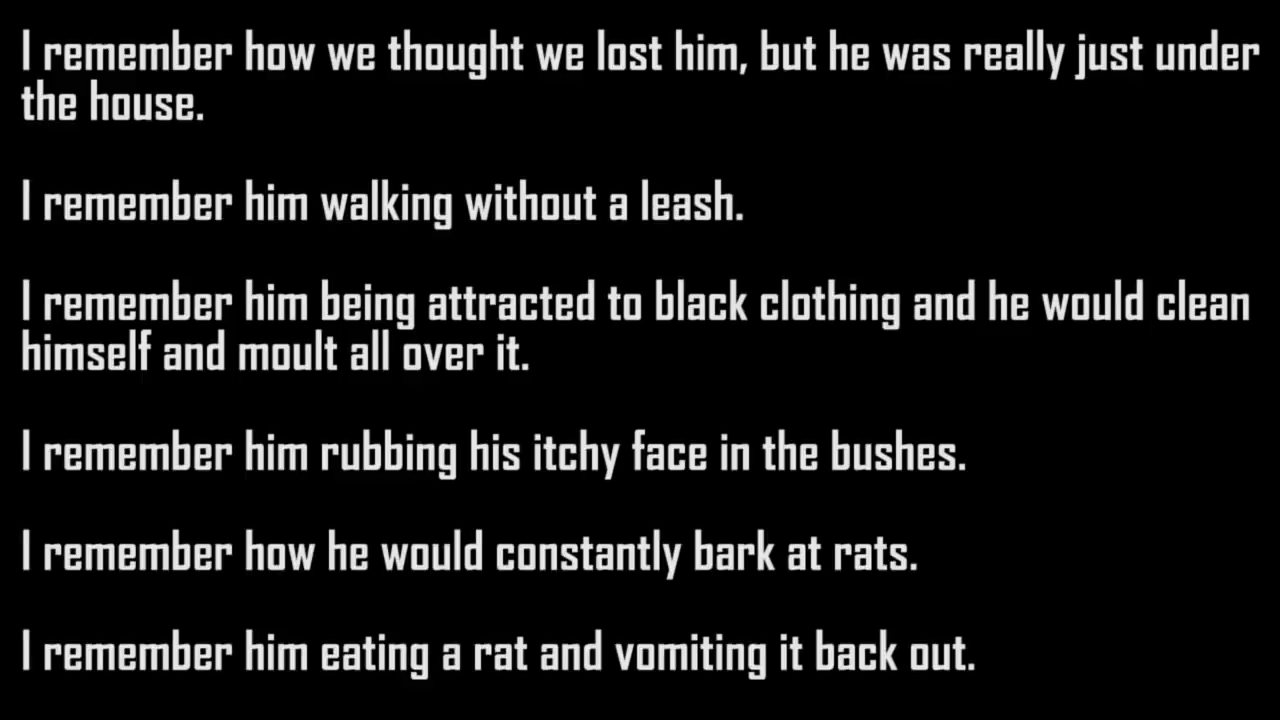 I remember how we thought we lost him, but he was really just under
the house.
I remember him walking without a leash.
I remember him being attracted to black clothing and he would clean
himself and moult all over it.
I remember him rubbing his itchy face in the bushes.
I remember how he would constantly bark at rats.
I remember him eating a rat and vomiting it back out.